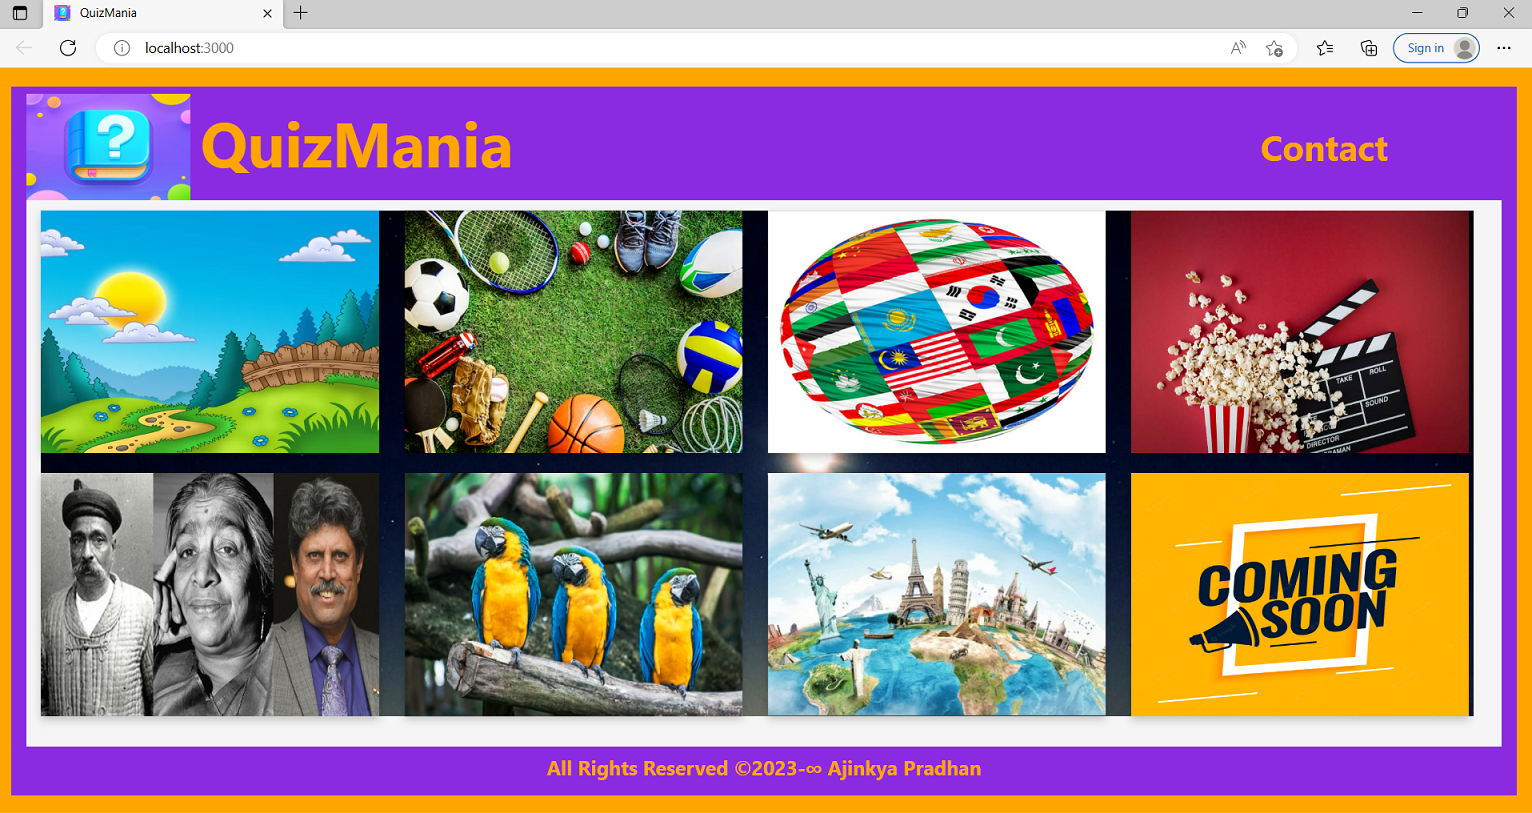 QuizMania
localhost:3000
Sign in
?
QuizMania
Contact
TAKE ROLL
SOUND
DIRECTOR
COMING
SOON
All Rights Reserved ©2023-∞ Ajinkya Pradhan